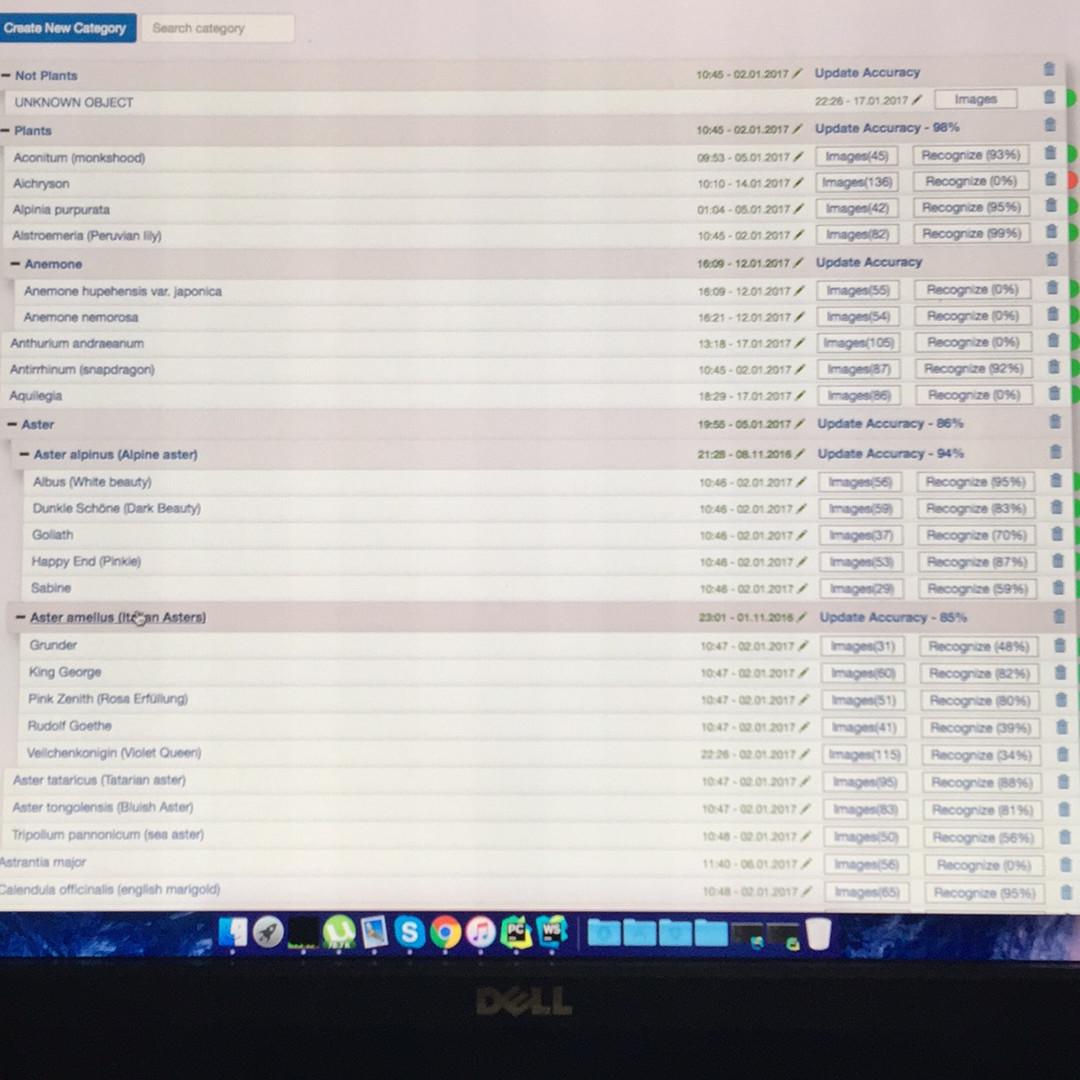 Create New Category Search category
Not Plants 10:45 - 02.01.2017 Update Accuracy
UNKNOWN OBJECT 22:26 - 17.01.2017 Images
Plants 10:45 - 02.01.2017 Update Accuracy - 98%
Aconitum (monkshood) 09:53 - 05.01.2017 Images(45) Recognize (93%)
Aichryson 10:10 - 14.01.2017 Images(136) Recognize (0%)
Alpinia purpurata 01:04 - 05.01.2017 Images(42) Recognize (95%)
Alstroemeria (Peruvian lily) 10:45 - 02.01.2017 Images(82) Recognize (99%)
Anemone 16:09 - 12.01.2017 Update Accuracy
Anemone hupehensis var. japonica 16:09 - 12.01.2017 Images(55) Recognize (0%)
Anemone nemorosa 16:21 - 12.01.2017 Images(54) Recognize (0%)
Anthurium andraeanum 13:18 - 17.01.2017 Images(105) Recognize (0%)
Antirrhinum (snapdragon) 10:45 - 02.01.2017 Images(87) Recognize (92%)
Aquilegia 18:29 - 17.01.2017 Images(86) Recognize (0%)
Aster 19:55 - 05.01.2017 Update Accuracy - 86%
Aster alpinus (Alpine aster) 21:28 - 08.11.2016 Update Accuracy - 94%
Albus (White beauty) 10:46 - 02.01.2017 Images(56) Recognize (95%)
Dunkle Schöne (Dark Beauty) 10:46 - 02.01.2017 Images(59) Recognize (83%)
Goliath 10:46 - 02.01.2017 Images(37) Recognize (70%)
Happy End (Pinkie) 10:46 - 02.01.2017 Images(53) Recognize (87%)
Sabine 10:46 - 02.01.2017 Images(29) Recognize (59%)
Aster amellus (Italian Asters) 23:01 - 01.11.2016 Update Accuracy - 85%
Grunder 10:47 - 02.01.2017 Images(31) Recognize (48%)
King George 10:47 - 02.01.2017 Images(60) Recognize (82%)
Pink Zenith (Rosa Erfüllung) 10:47 - 02.01.2017 Images(51) Recognize (80%)
Rudolf Goethe 10:47 - 02.01.2017 Images(41) Recognize (39%)
Veilchenkonigin (Violet Queen) 22:26 - 02.01.2017 Images(115) Recognize (34%)
Aster tataricus (Tatarian aster) 10:47 - 02.01.2017 Images(95) Recognize (88%)
Aster tongolensis (Bluish Aster) 10:47 - 02.01.2017 Images(83) Recognize (81%)
Tripolium pannonicum (sea aster) 10:48 - 02.01.2017 Images(50) Recognize (56%)
Astrantia major 11:40 - 06.01.2017 Images(56) Recognize (0%)
Calendula officinalis (english marigold) 10:48 - 02.01.2017 Images(65) Recognize (95%)
PC WS
DELL